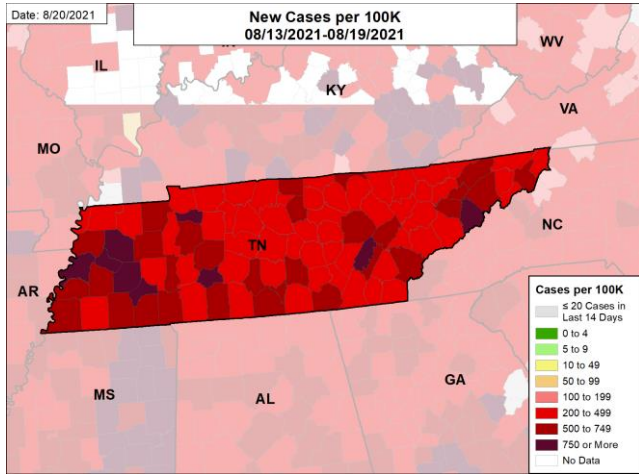 Date: 8/20/2021
New Cases per 100K
08/13/2021-08/19/2021
WV
IL
KY
VA
MO
NC
TN
AR
MS
AL
GA
Cases per 100K
≤ 20 Cases in
Last 14 Days
0 to 4
5 to 9
10 to 49
50 to 99
100 to 199
200 to 499
500 to 749
750 or More
No Data